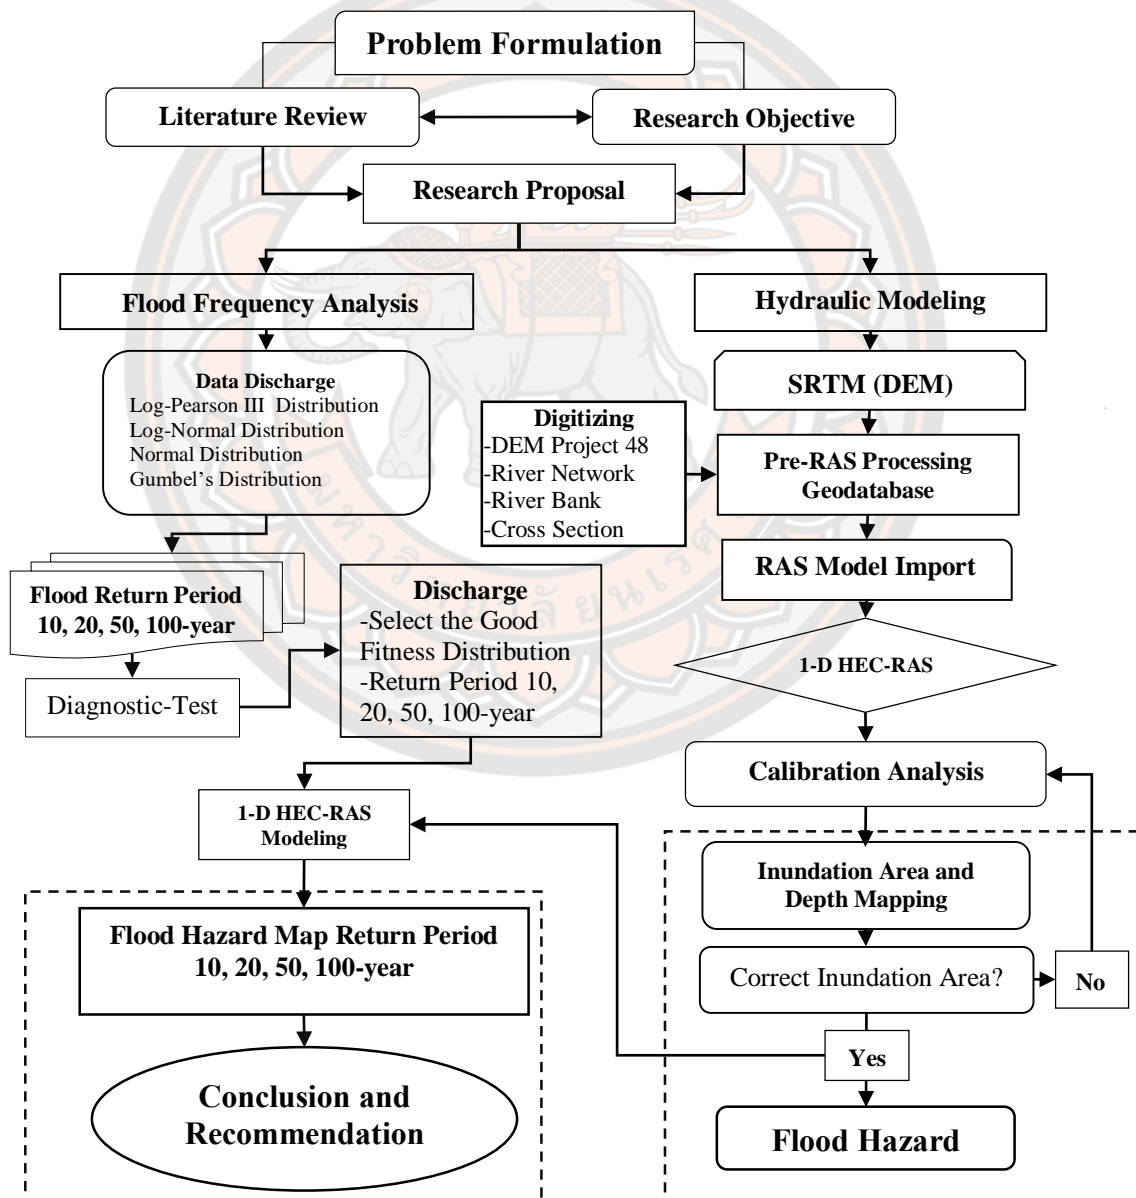 Problem Formulation
Literature Review
Research Objective
Research Proposal
Flood Frequency Analysis
Data Discharge
Log-Pearson III Distribution
Log-Normal Distribution
Normal Distribution
Gumbel's Distribution
Flood Return Period
10, 20, 50, 100-year
Diagnostic-Test
Discharge
-Select the Good
Fitness Distribution
-Return Period 10,
20, 50, 100-year
1-D HEC-RAS
Modeling
Flood Hazard Map Return Period
10, 20, 50, 100-year
Conclusion and
Recommendation
Hydraulic Modeling
SRTM (DEM)
Digitizing
-DEM Project 48
-River Network
-River Bank
-Cross Section
Pre-RAS Processing
Geodatabase
RAS Model Import
1-D HEC-RAS
Calibration Analysis
Inundation Area and
Depth Mapping
Correct Inundation Area?
No
Yes
Flood Hazard